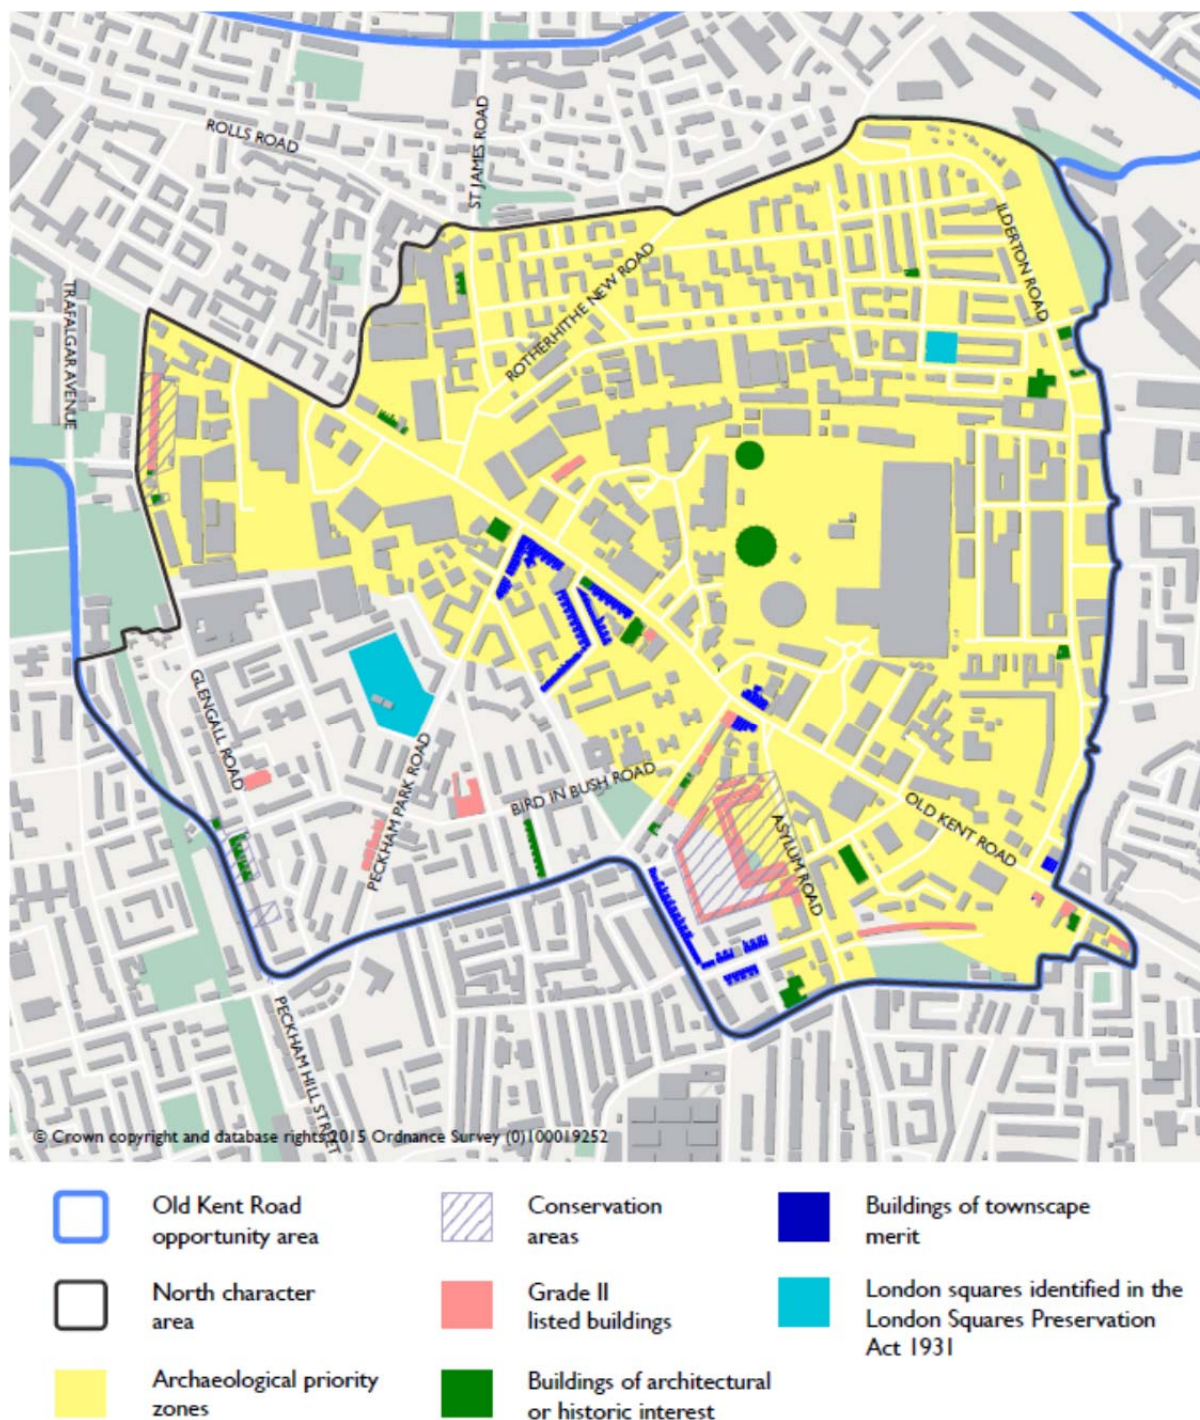 ROLLS ROAD
ST JAMES ROAD
ILDERTON ROAD
ROTHERHITHE NEW ROAD
TRAFALGAR AVENUE
GLENGALL ROAD
PECKHAM PARK ROAD
BIRD IN BUSH ROAD
OLD KENT ROAD
ASYLUM ROAD
PECKHAM HILL STREET
© Crown copyright and database rights 2015 Ordnance Survey (0)100019252
Old Kent Road
opportunity area
Conservation
areas
Buildings of townscape
merit
North character
area
Grade II
listed buildings
London squares identified in the
London Squares Preservation
Act 1931
Archaeological priority
zones
Buildings of architectural
or historic interest